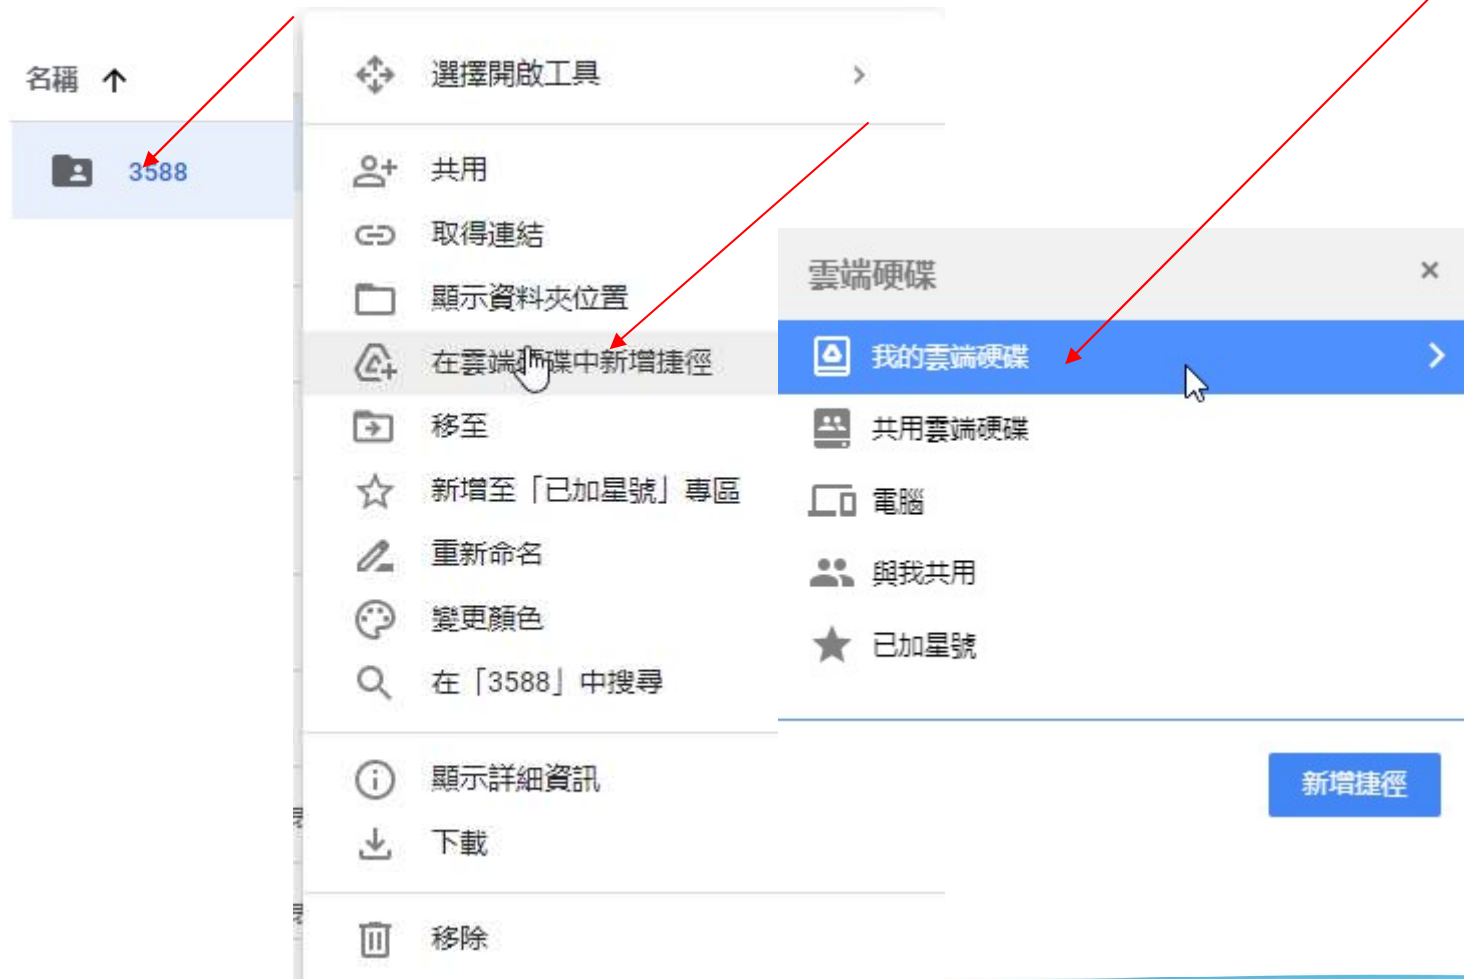 名稱
3588
選擇開啟工具
共用
取得連結
顯示資料夾位置
在雲端硬碟中新增捷徑
移至
新增至「已加星號」專區
重新命名
變更顏色
在「3588」中搜尋
顯示詳細資訊
下載
移除
雲端硬碟
我的雲端硬碟
共用雲端硬碟
電腦
與我共用
已加星號
新增捷徑